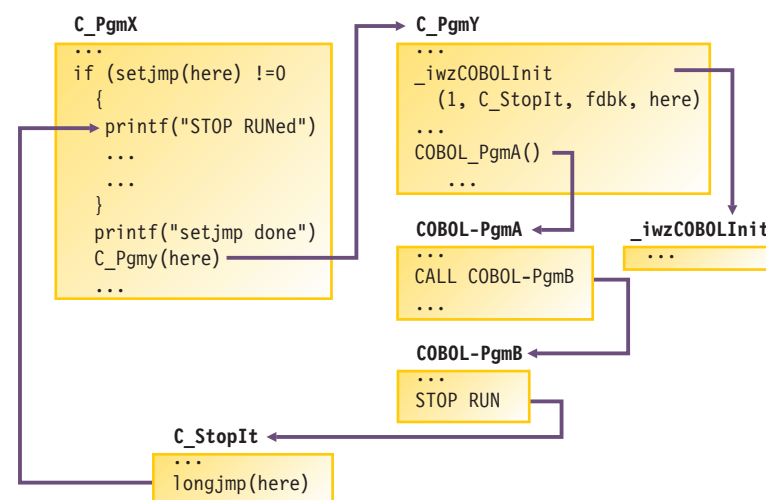 C_PgmX
...
if (setjmp(here) !=0
{
printf("STOP RUNed")
...
...
}
printf("setjmp done")
C_Pgmy(here)
...
C_PgmY
...
_iwzCOBOLInit
(1, C_StopIt, fdbk, here)
...
COBOL_PgmA()
...
COBOL-PgmA
...
CALL COBOL-PgmB
...
_iwzCOBOLInit
...
COBOL-PgmB
...
STOP RUN
C_StopIt
...
longjmp(here)